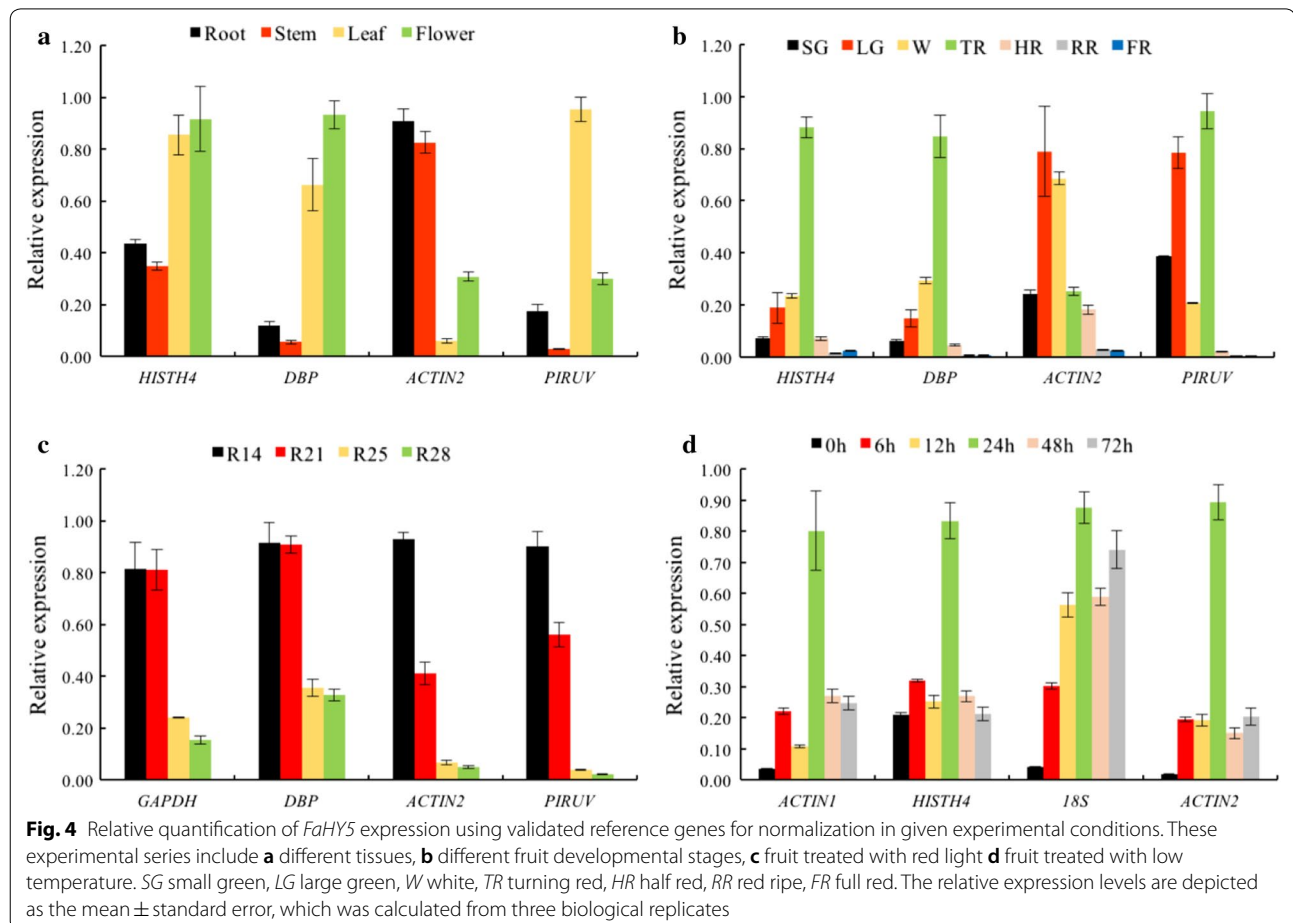 a
Root Stem Leaf Flower
Relative expression
1.20
1.00
0.80
0.60
0.40
0.20
0.00
HISTH4 DBP ACTIN2 PIRUV
b
SG LG W TR HR RR FR
Relative expression
1.20
1.00
0.80
0.60
0.40
0.20
0.00
HISTH4 DBP ACTIN2 PIRUV
c
R14 R21 R25 R28
Relative expression
1.20
1.00
0.80
0.60
0.40
0.20
0.00
GAPDH DBP ACTIN2 PIRUV
d
0h 6h 12h 24h 48h 72h
Relative expression
1.00
0.90
0.80
0.70
0.60
0.50
0.40
0.30
0.20
0.10
0.00
ACTIN1 HISTH4 18S ACTIN2
Fig. 4 Relative quantification of FaHY5 expression using validated reference genes for normalization in given experimental conditions. These
experimental series include a different tissues, b different fruit developmental stages, c fruit treated with red light d fruit treated with low
temperature. SG small green, LG large green, W white, TR turning red, HR half red, RR red ripe, FR full red. The relative expression levels are depicted
as the mean ± standard error, which was calculated from three biological replicates